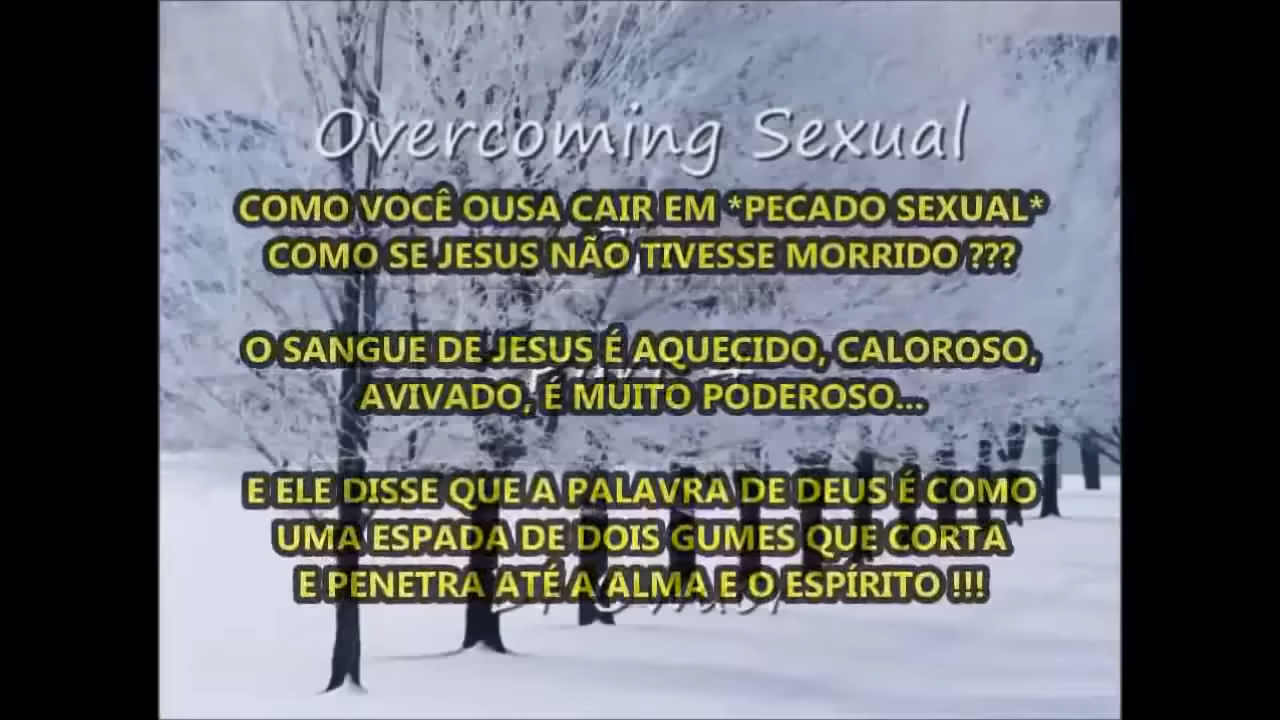 Overcoming Sexual
COMO VOCÊ OUSA CAIR EM *PECADO SEXUAL*
COMO SE JESUS NÃO TIVESSE MORRIDO ???
O SANGUE DE JESUS É AQUECIDO, CALOROSO,
AVIVADO, É MUITO PODEROSO...
E ELE DISSE QUE A PALAVRA DE DEUS É COMO
UMA ESPADA DE DOIS GUMES QUE CORTA
E PENETRA ATÉ A ALMA E O ESPÍRITO !!!